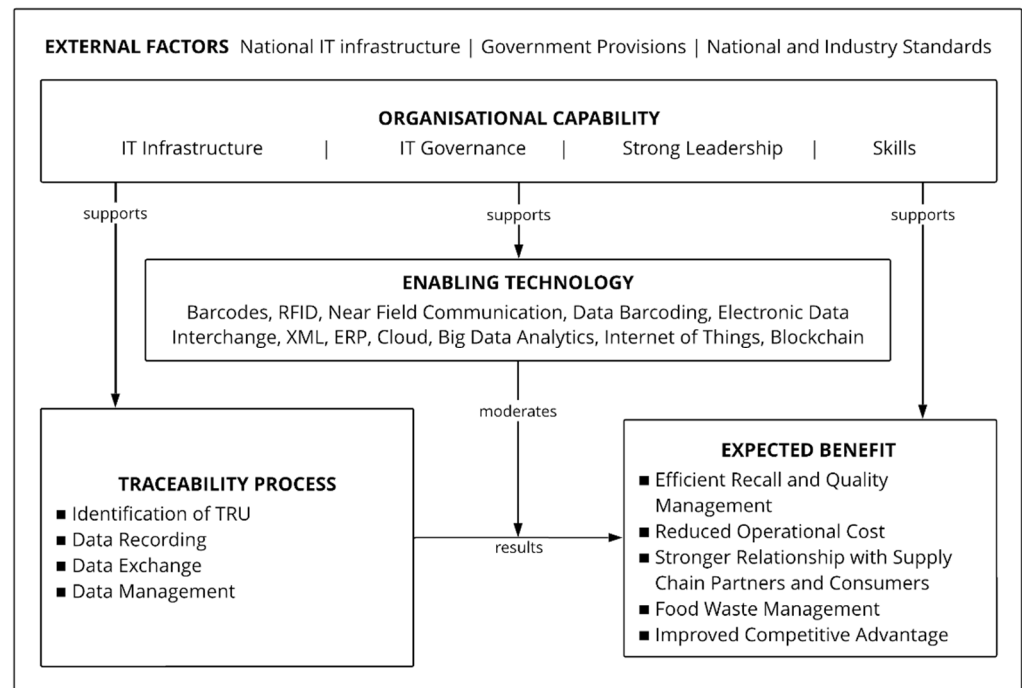 EXTERNAL FACTORS National IT infrastructure | Government Provisions | National and Industry Standards
ORGANISATIONAL CAPABILITY
IT Infrastructure | IT Governance | Strong Leadership | Skills
supports
supports
supports
ENABLING TECHNOLOGY
Barcodes, RFID, Near Field Communication, Data Barcoding, Electronic Data
Interchange, XML, ERP, Cloud, Big Data Analytics, Internet of Things, Blockchain
moderates
TRACEABILITY PROCESS
■ Identification of TRU
■ Data Recording
■ Data Exchange
■ Data Management
results
EXPECTED BENEFIT
■ Efficient Recall and Quality
Management
■ Reduced Operational Cost
■ Stronger Relationship with Supply
Chain Partners and Consumers
■ Food Waste Management
■ Improved Competitive Advantage